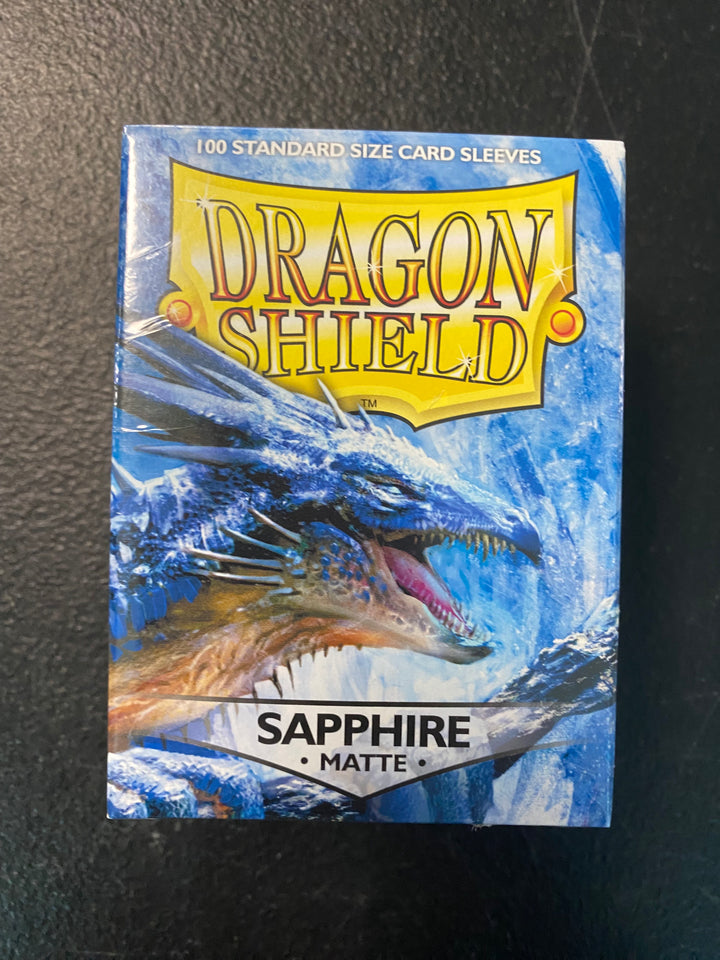 100 STANDARD SIZE CARD SLEEVES
DRAGON
SHIELD
TM
SAPPHIRE
• MATTE •